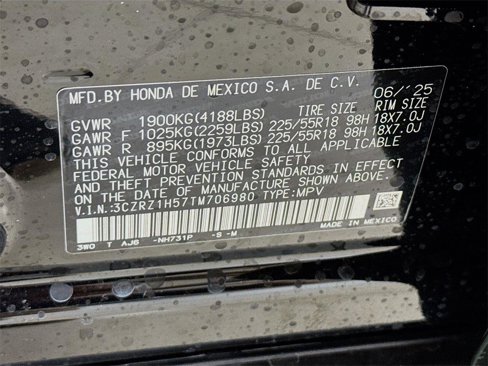 MFD.BY HONDA DE MEXICO S.A. DE C.V. 06/'25
GVWR 1900KG(4188LBS) TIRE SIZE RIM SIZE
GAWR F 1025KG(2259LBS) 225/55R18 98H 18X7.0J
GAWR R 895KG(1973LBS) 225/55R18 98H 18X7.0J
THIS VEHICLE CONFORMS TO ALL APPLICABLE
FEDERAL MOTOR VEHICLE SAFETY
AND THEFT PREVENTION STANDARDS IN EFFECT
ON THE DATE OF MANUFACTURE SHOWN ABOVE.
V.I.N.:3CZRZ1H57TM706980 TYPE:MPV
3W0 T AJ6 -NH731P -S -M MADE IN MEXICO